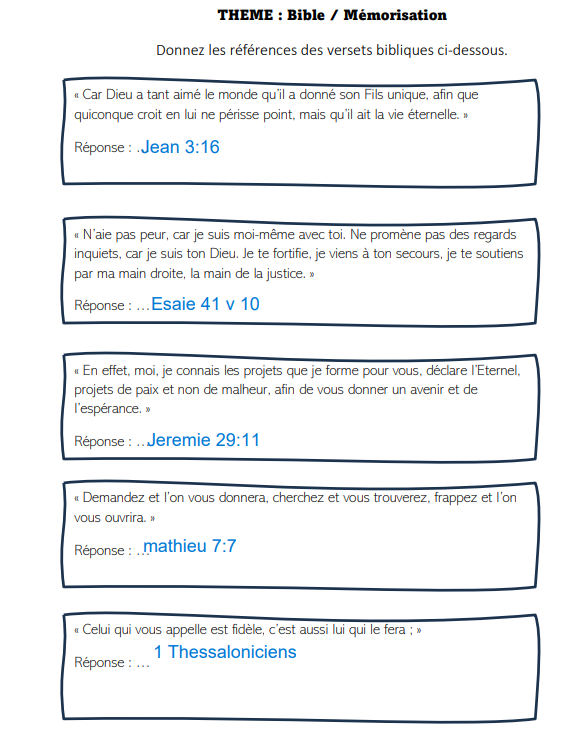 THEME : Bible / Mémorisation
Donnez les références des versets bibliques ci-dessous.
« Car Dieu a tant aimé le monde qu’il a donné son Fils unique, afin que
quiconque croit en lui ne périsse point, mais qu’il ait la vie éternelle. »
Réponse : .Jean 3:16
« N’aie pas peur, car je suis moi-même avec toi. Ne promène pas des regards
inquiets, car je suis ton Dieu. Je te fortifie, je viens à ton secours, je te soutiens
par ma main droite, la main de la justice. »
Réponse : …Esaie 41 v 10
« En effet, moi, je connais les projets que je forme pour vous, déclare l’Eternel,
projets de paix et non de malheur, afin de vous donner un avenir et de
l’espérance. »
Réponse : ..Jeremie 29:11
« Demandez et l’on vous donnera, cherchez et vous trouverez, frappez et l’on
vous ouvrira. »
Réponse : …mathieu 7:7
« Celui qui vous appelle est fidèle, c’est aussi lui qui le fera ; »
Réponse : … 1 Thessaloniciens